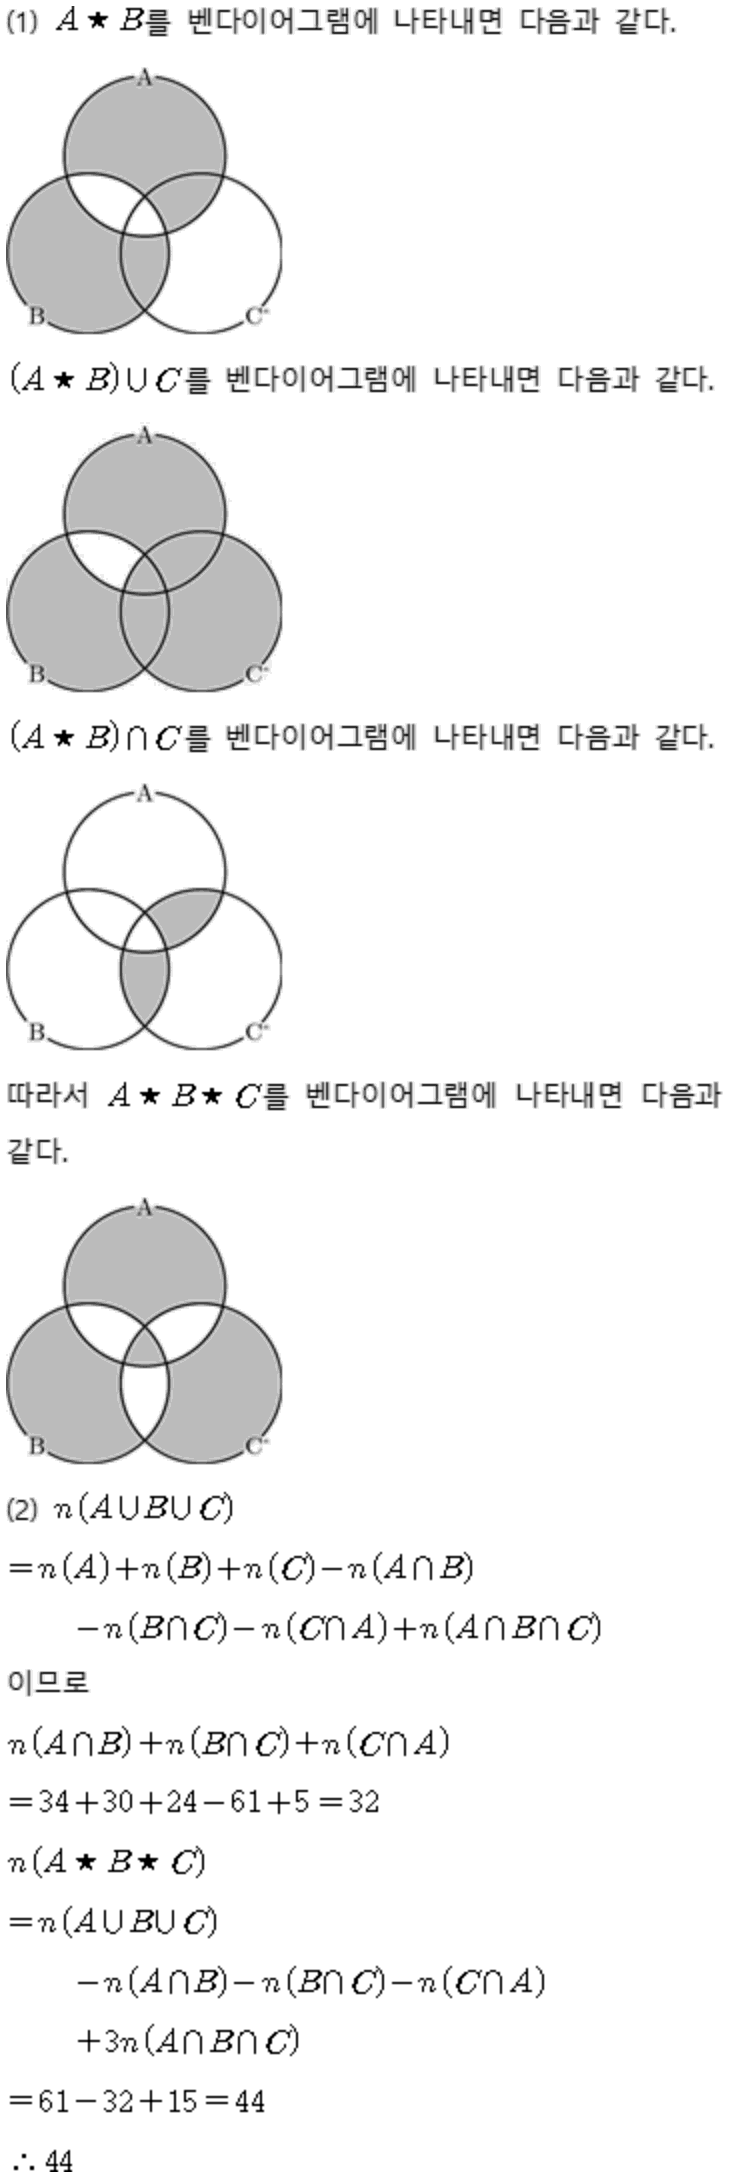 (1) A★B를 벤다이어그램에 나타내면 다음과 같다.
A
B
C
(A★B)∪C를 벤다이어그램에 나타내면 다음과 같다.
A
B
C
(A★B)∩C를 벤다이어그램에 나타내면 다음과 같다.
A
B
C
따라서 A★B★C를 벤다이어그램에 나타내면 다음과
같다.
A
B
C
(2) n(A∪B∪C)
=n(A)+n(B)+n(C)-n(A∩B)
-n(B∩C)-n(C∩A)+n(A∩B∩C)
이므로
n(A∩B)+n(B∩C)+n(C∩A)
=34+30+24-61+5=32
n(A★B★C)
=n(A∪B∪C)
-n(A∩B)-n(B∩C)-n(C∩A)
+3n(A∩B∩C)
=61-32+15=44
∴ 44